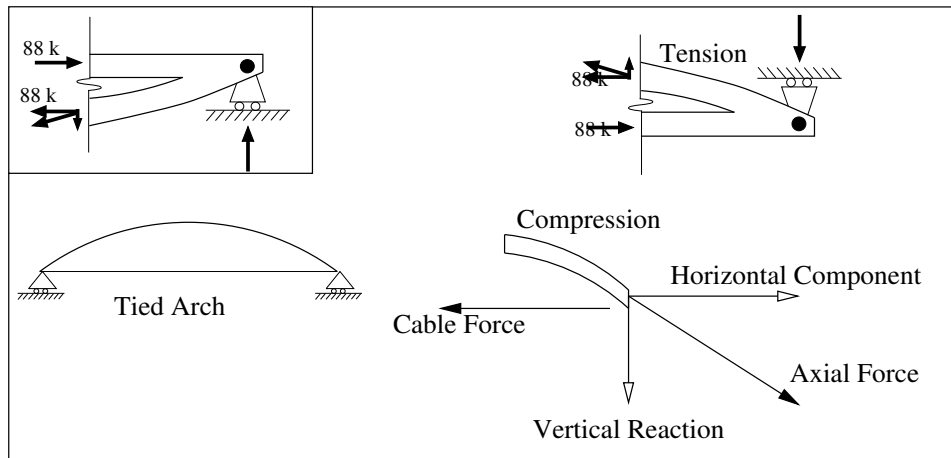 88 k
88 k
Tension
88 k
88 k
Compression
Horizontal Component
Tied Arch
Cable Force
Axial Force
Vertical Reaction